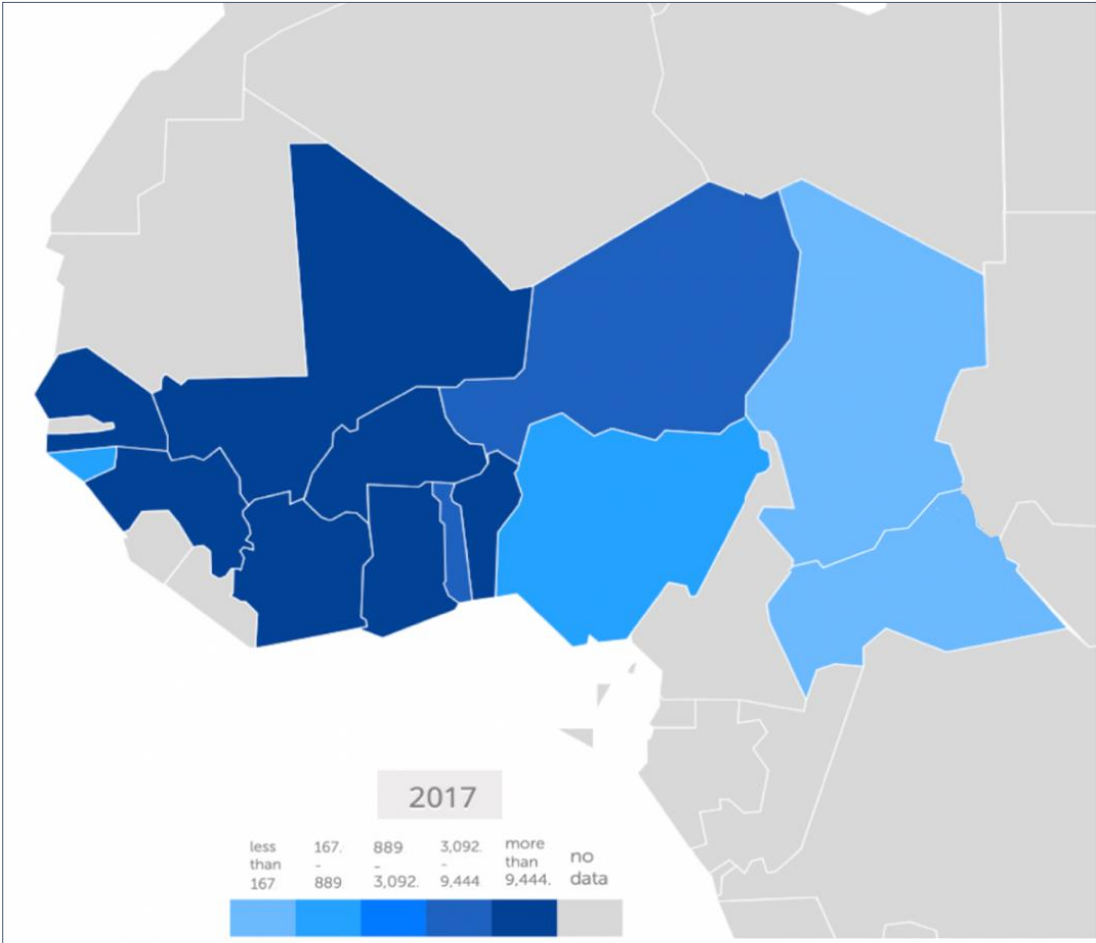 2017
less than 167
167. - 889
889 - 3,092.
3,092. - 9,444
more than 9,444.
no data